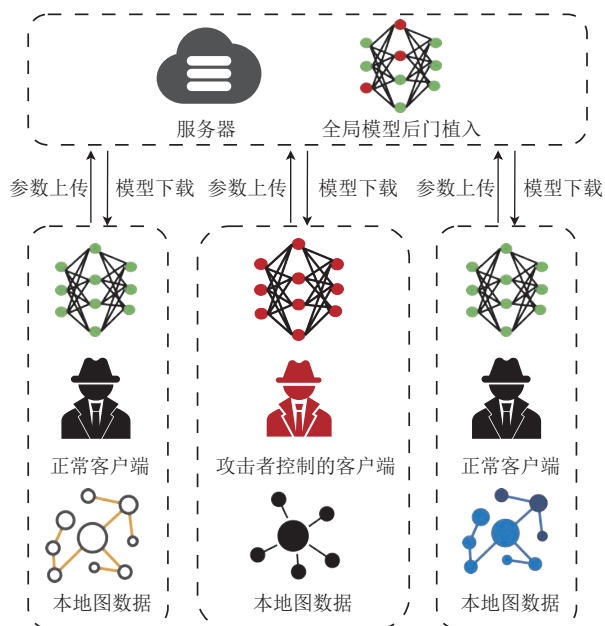 服务器
全局模型后门植入
参数上传
模型下载
参数上传
模型下载
参数上传
模型下载
正常客户端
攻击者控制的客户端
正常客户端
本地图数据
本地图数据
本地图数据